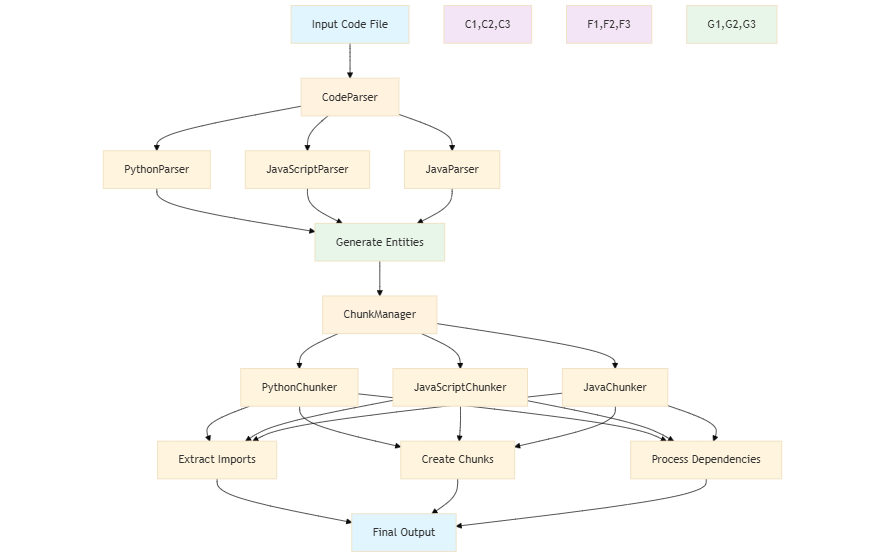 Input Code File
C1,C2,C3
F1,F2,F3
G1,G2,G3
CodeParser
PythonParser
JavaScriptParser
JavaParser
Generate Entities
ChunkManager
PythonChunker
JavaScriptChunker
JavaChunker
Extract Imports
Create Chunks
Process Dependencies
Final Output